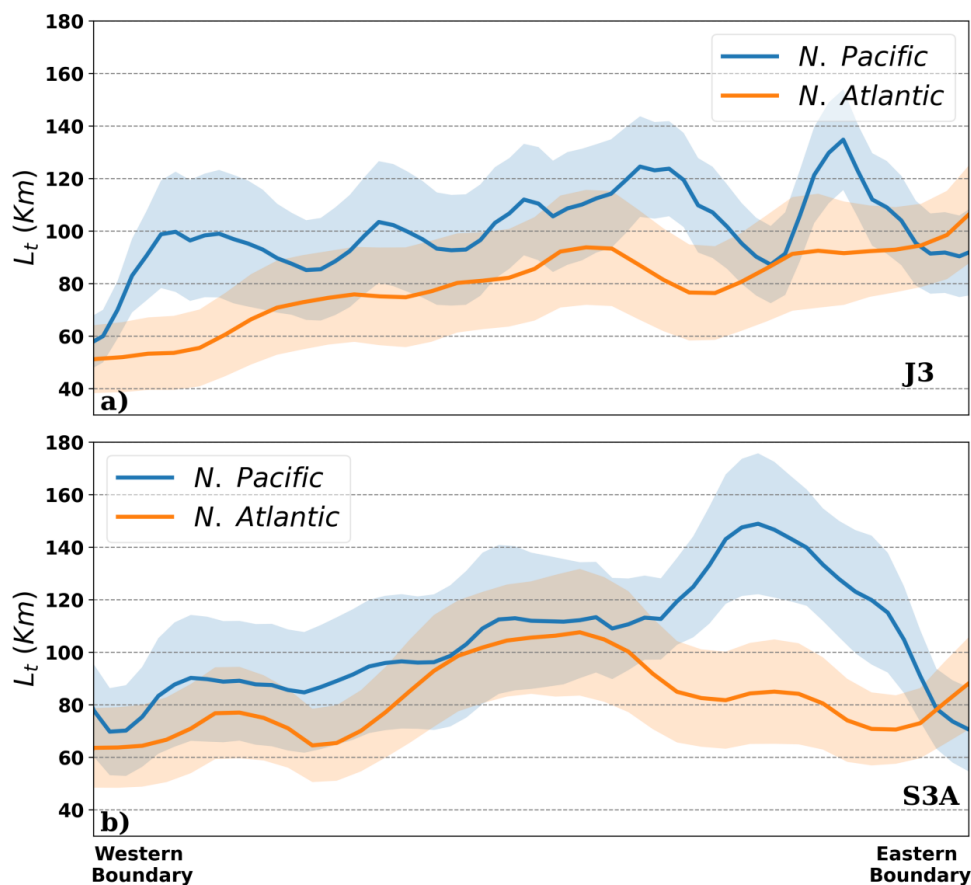 180
160
140
120
100
80
60
40
L_t (Km)
N. Pacific
N. Atlantic
J3
a)
180
160
140
120
100
80
60
40
L_t (Km)
N. Pacific
N. Atlantic
S3A
b)
Western
Boundary
Eastern
Boundary